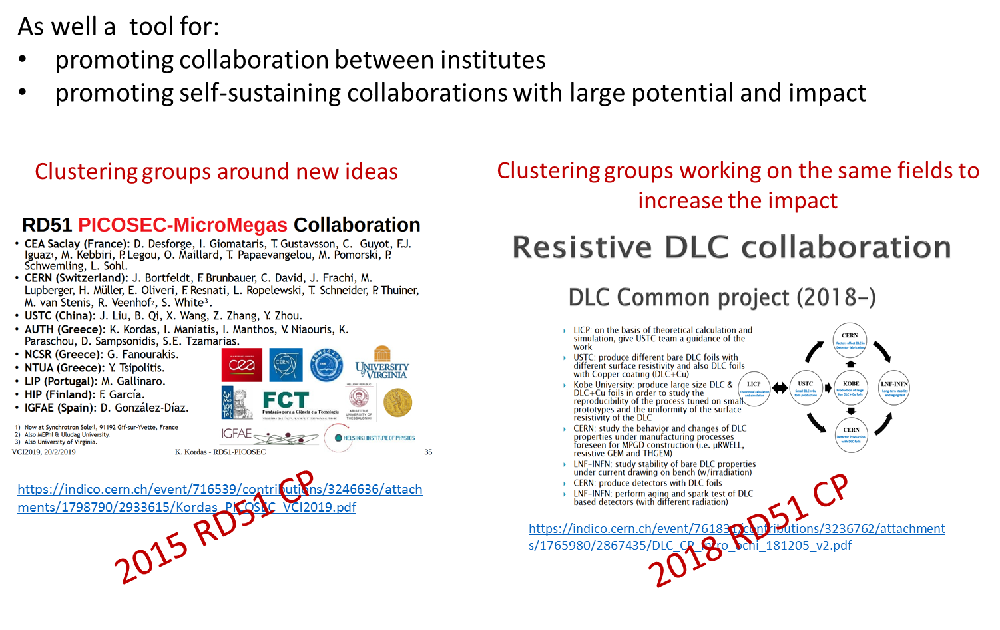 As well a tool for:
• promoting collaboration between institutes
• promoting self-sustaining collaborations with large potential and impact
Clustering groups around new ideas
RD51 PICOSEC-MicroMegas Collaboration
• CEA Saclay (France): D. Desforge, I. Giomataris, T. Gustavsson, C. Guyot, F.J.
Iguaz1, M. Kebbiri, P. Legou, O. Maillard, T. Papaevangelou, M. Pomorski, P.
Schwemling, L. Sohl.
• CERN (Switzerland): J. Bortfeldt, F. Brunbauer, C. David, J. Frachi, M.
Lupberger, H. Müller, E. Oliveri, F. Resnati, L. Ropelewski, T. Schneider, P. Thuiner,
M. van Stenis, R. Veenhof2, S. White3.
• USTC (China): J. Liu, B. Qi, X. Wang, Z. Zhang, Y. Zhou.
• AUTH (Greece): K. Kordas, I. Maniatis, I. Manthos, V. Niaouris, K.
Paraschou, D. Sampsonidis, S.E. Tzamarias.
• NCSR (Greece): G. Fanourakis.
• NTUA (Greece): Y. Tsipolitis.
• LIP (Portugal): M. Gallinaro.
• HIP (Finland): F. García.
• IGFAE (Spain): D. González-Díaz.
cea
CERN
UNIVERSITY
of VIRGINIA
FCT
Fundação para a Ciência e a Tecnologia
HELLENIC REPUBLIC
ARISTOTLE
UNIVERSITY OF
THESSALONIKI
IGFAE
HELSINKI INSTITUTE OF PHYSICS
1) Now at Synchrotron Soleil, 91192 Gif-sur-Yvette, France
2) Also MEPhI & Uludag University.
3) Also University of Virginia.
VCI2019, 20/2/2019
K. Kordas - RD51-PICOSEC
35
https://indico.cern.ch/event/716539/contributions/3246636/attach
ments/1798790/2933615/Kordas_PICOSEC_VCI2019.pdf
2015 RD51 CP
Clustering groups working on the same fields to
increase the impact
Resistive DLC collaboration
DLC Common project (2018-)
LICP: on the basis of theoretical calculation and
simulation, give USTC team a guidance of the
work
USTC: produce different bare DLC foils with
different surface resistivity and also DLC foils
with Copper coating (DLC+Cu)
Kobe University: produce large size DLC &
DLC+Cu foils in order to study the
reproducibility of the process tuned on small
prototypes and the uniformity of the surface
resistivity of the DLC
CERN: study the behavior and changes of DLC
properties under manufacturing processes
foreseen for MPGD construction (i.e. µRWELL,
resistive GEM and THGEM)
LNF-INFN: study stability of bare DLC properties
under current drawing on bench (w/irradiation)
CERN: produce detectors with DLC foils
LNF-INFN: perform aging and spark test of DLC
based detectors (with different radiation)
CERN
Factors affect DLC in
Detector fabrication
LICP
Theoretical calculation
and simulation
USTC
Small DLC + Cu
foils production
KOBE
Production of large
Size DLC + Cu foils
LNF-INFN
Long-term stability
and aging test
CERN
Detector Production
with DLC foils
https://indico.cern.ch/event/761831/contributions/3236762/attachment
s/1765980/2867435/DLC_CP_intro_ochi_181205_v2.pdf
2018 RD51 CP